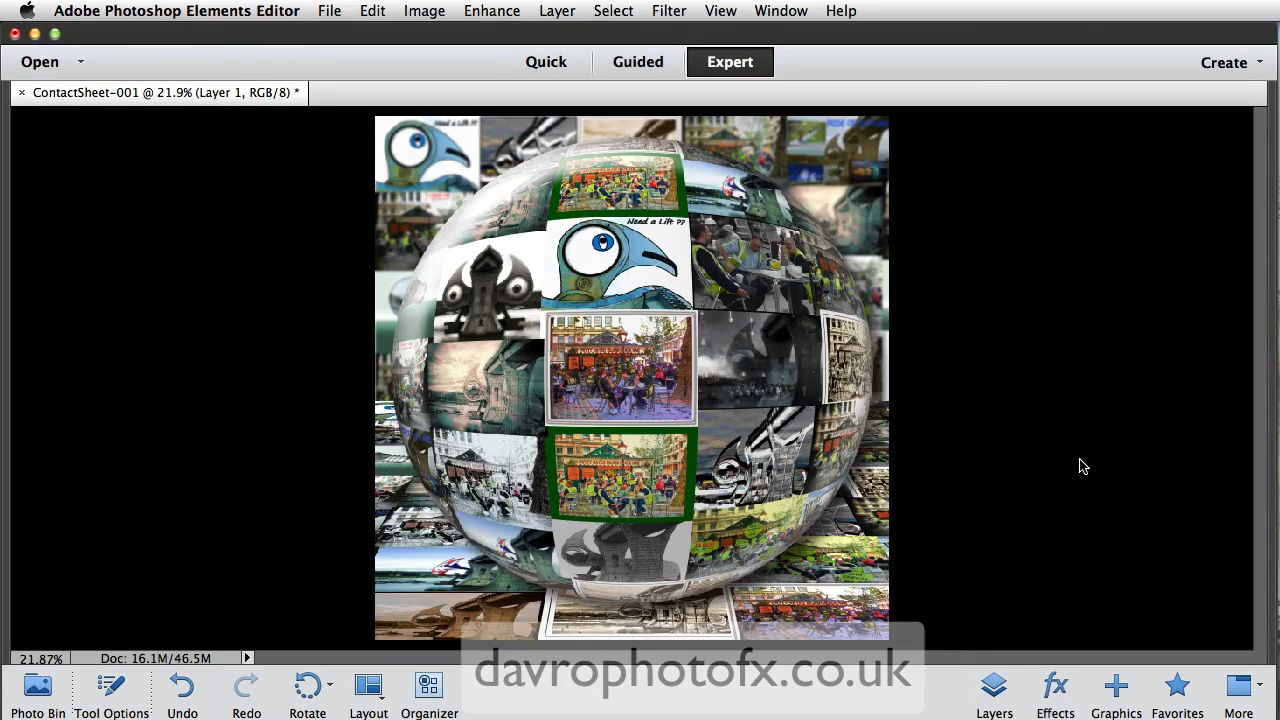 Adobe Photoshop Elements Editor File Edit Image Enhance Layer Select Filter View Window Help
Open Quick Guided Expert Create
× ContactSheet-001 @ 21.9% (Layer 1, RGB/8) *
Need a Lift ??
Need a Lift ??
21.87% Doc: 16.1M/46.5M
davrophotofx.co.uk
Photo Bin Tool Options Undo Redo Rotate Layout Organizer Layers Effects Graphics Favorites More